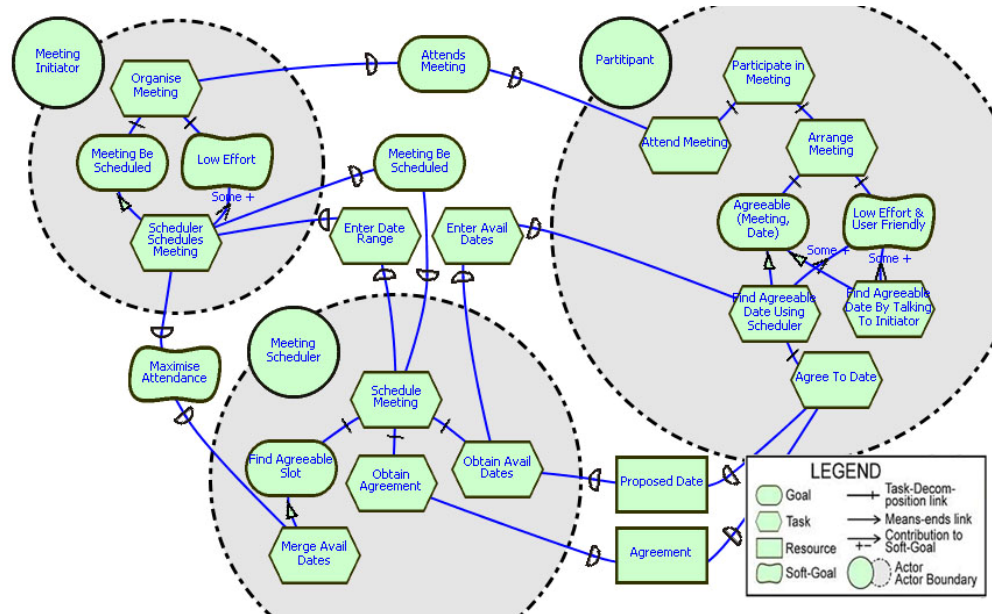 Meeting
Initiator
Organise
Meeting
Meeting Be
Scheduled
Low Effort
Some +
Scheduler
Schedules
Meeting
Attends
Meeting
Meeting Be
Scheduled
Enter Date
Range
Enter Avail
Dates
Partitipant
Participate in
Meeting
Attend Meeting
Arrange
Meeting
Agreeable
(Meeting,
Date)
Low Effort &
User Friendly
Some +
Some +
Find Agreeable
Date Using
Scheduler
Find Agreeable
Date By Talking
To Initiator
Agree To Date
Maximise
Attendance
Meeting
Scheduler
Schedule
Meeting
Find Agreeable
Slot
Obtain
Agreement
Obtain Avail
Dates
Merge Avail
Dates
Proposed Date
Agreement
LEGEND
Goal
Task
Resource
Soft-Goal
Task-Decom-
position link
Means-ends link
Contribution to
Soft-Goal
+ -
Actor
Actor Boundary